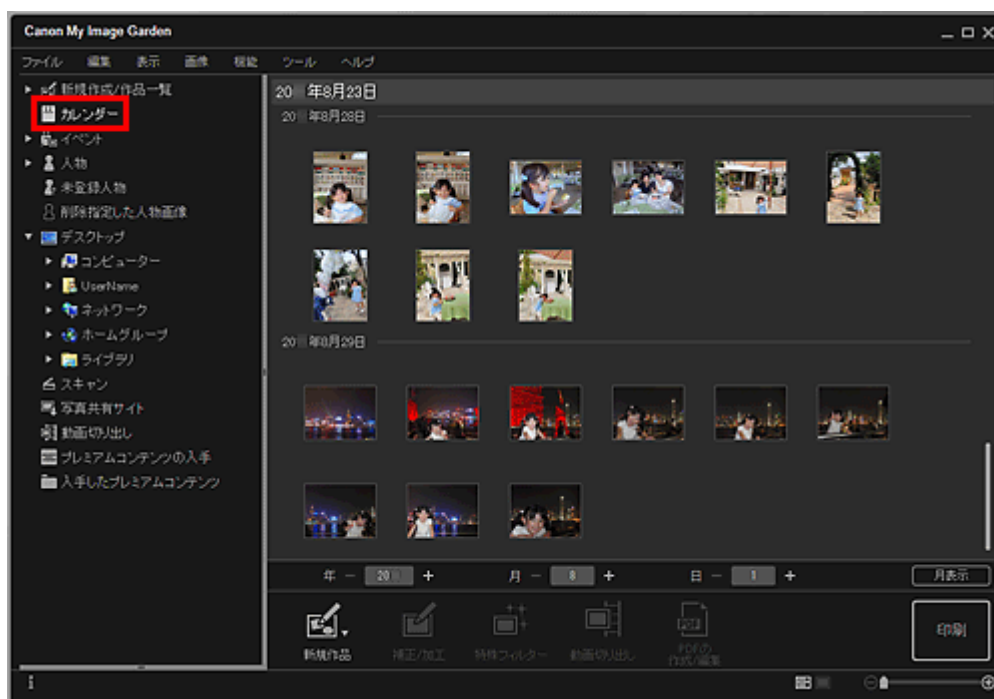 Canon My Image Garden
ファイル 編集 表示 画像 機能 ツール ヘルプ
新規作成/作品一覧
カレンダー
イベント
人物
未登録人物
削除指定した人物画像
デスクトップ
コンピューター
UserName
ネットワーク
ホームグループ
ライブラリ
スキャン
写真共有サイト
動画切り出し
プレミアムコンテンツの入手
入手したプレミアムコンテンツ
20 年8月23日
20 年8月28日
20 年8月29日
年 － 20 ＋ 月 － 8 ＋ 日 － 1 ＋ 月表示
新規作品 補正/加工 特殊フィルター 動画切り出し PDFの
作成/編集
PDF
印刷